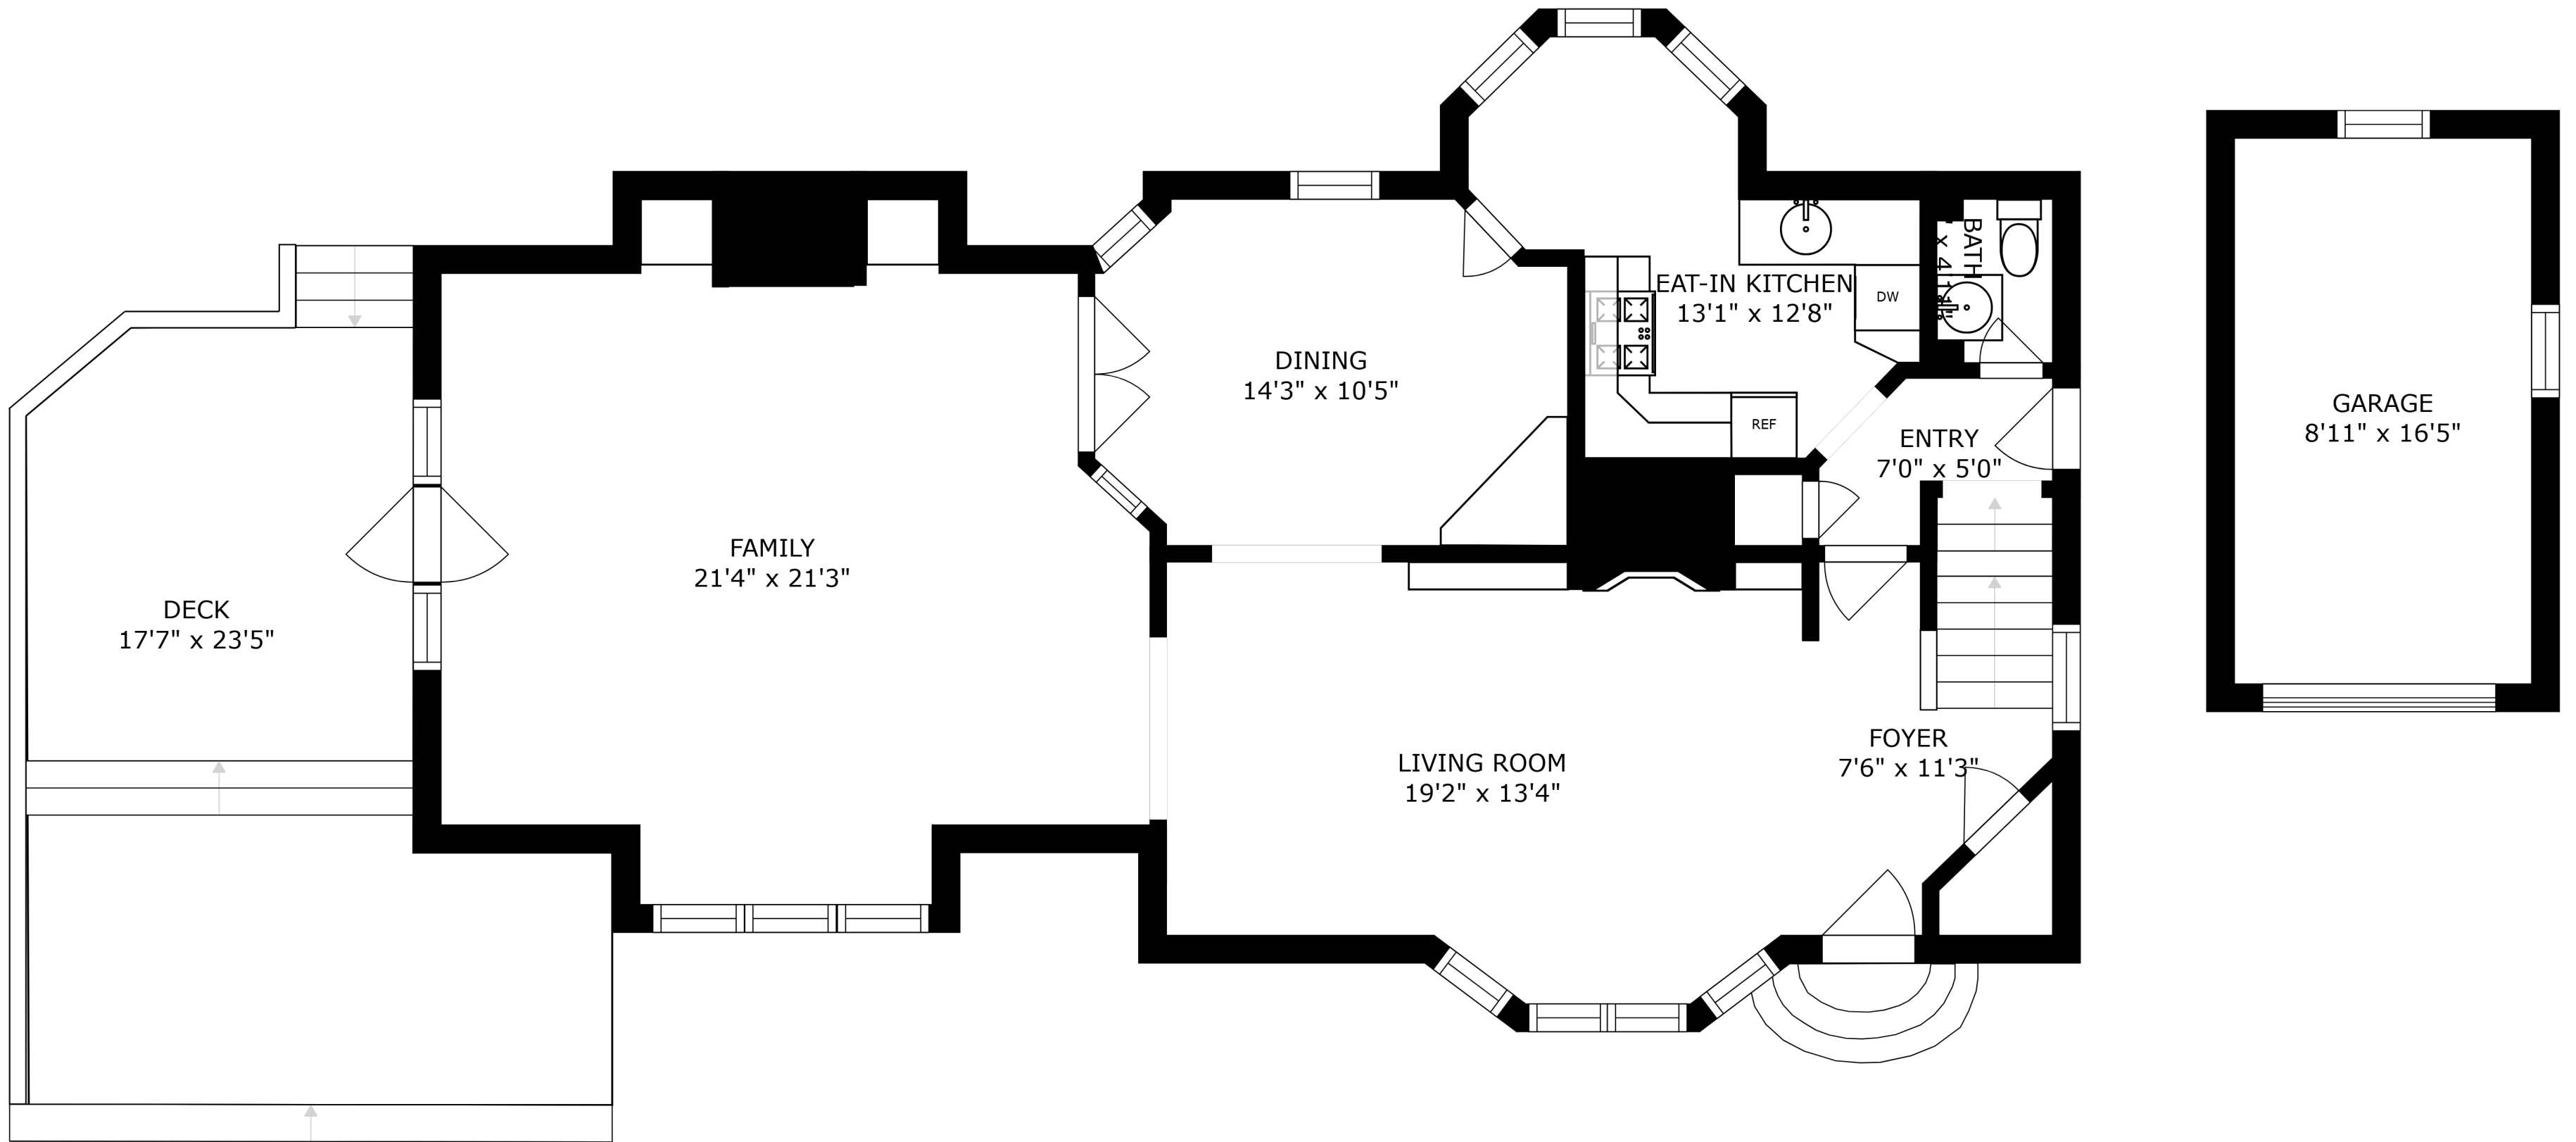 FAMILY
21'4" x 21'3"
DECK
17'7" x 23'5"
DINING
14'3" x 10'5"
EAT-IN KITCHEN
13'1" x 12'8"
DW
REF
BATH
x 4'11"
ENTRY
7'0" x 5'0"
LIVING ROOM
19'2" x 13'4"
FOYER
7'6" x 11'3"
GARAGE
8'11" x 16'5"